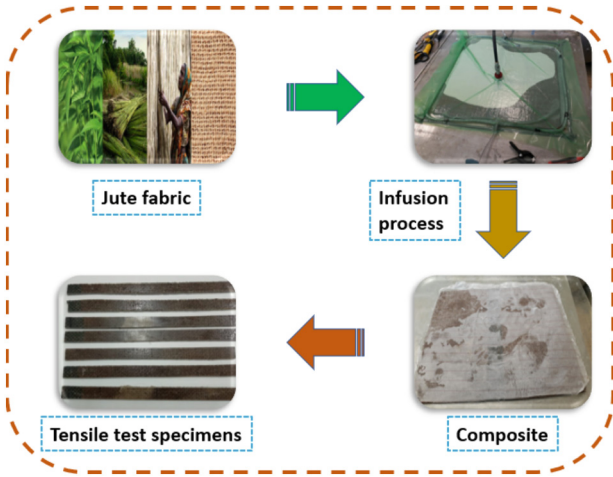 Jute fabric
Infusion
process
Tensile test specimens
Composite